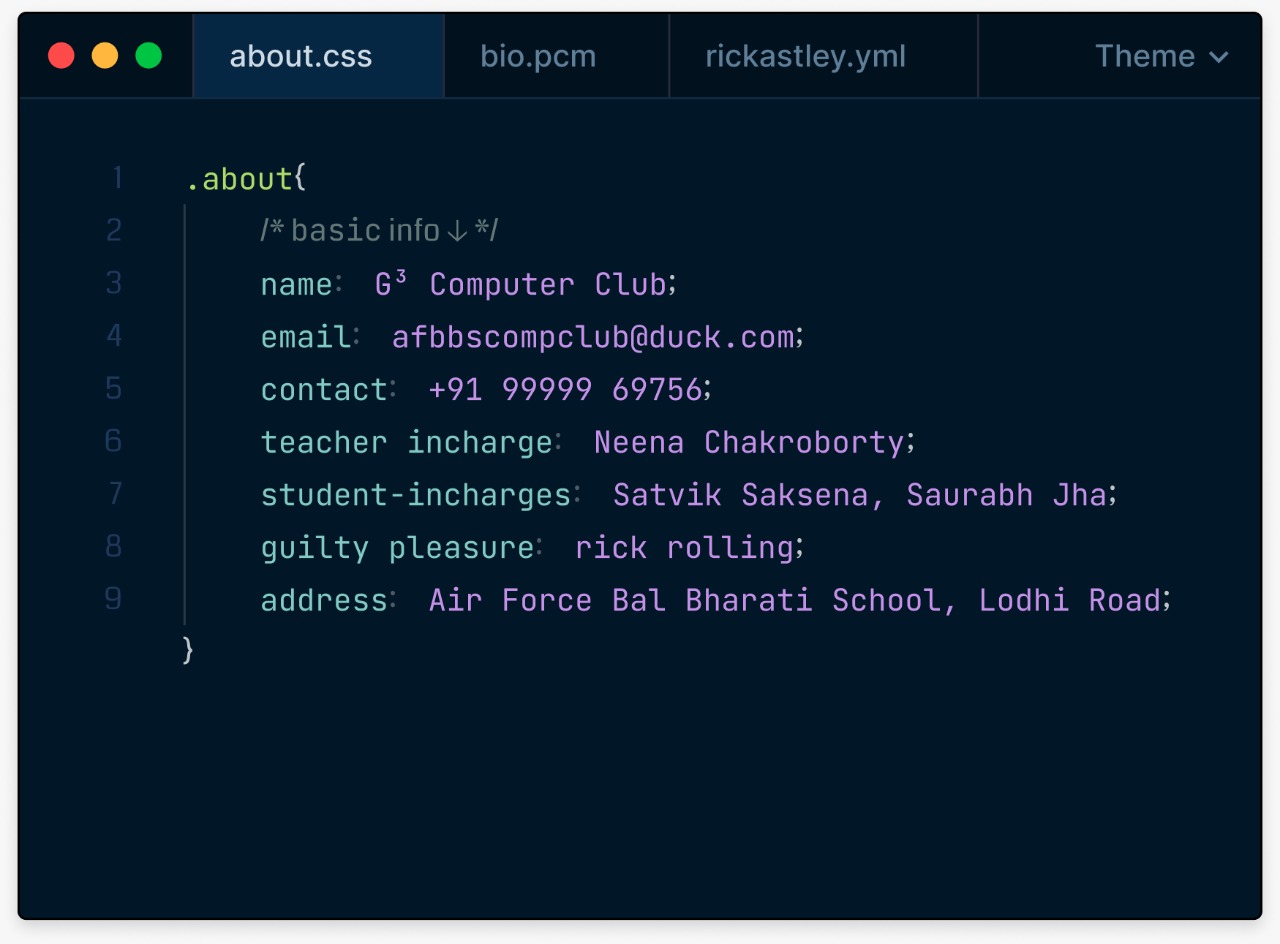 about.css bio.pcm rickastley.yml Theme
1 .about{
2 /* basic info ↓ */
3 name: G³ Computer Club;
4 email: afbbscompclub@duck.com;
5 contact: +91 99999 69756;
6 teacher incharge: Neena Chakroborty;
7 student-incharges: Satvik Saksena, Saurabh Jha;
8 guilty pleasure: rick rolling;
9 address: Air Force Bal Bharati School, Lodhi Road;
}